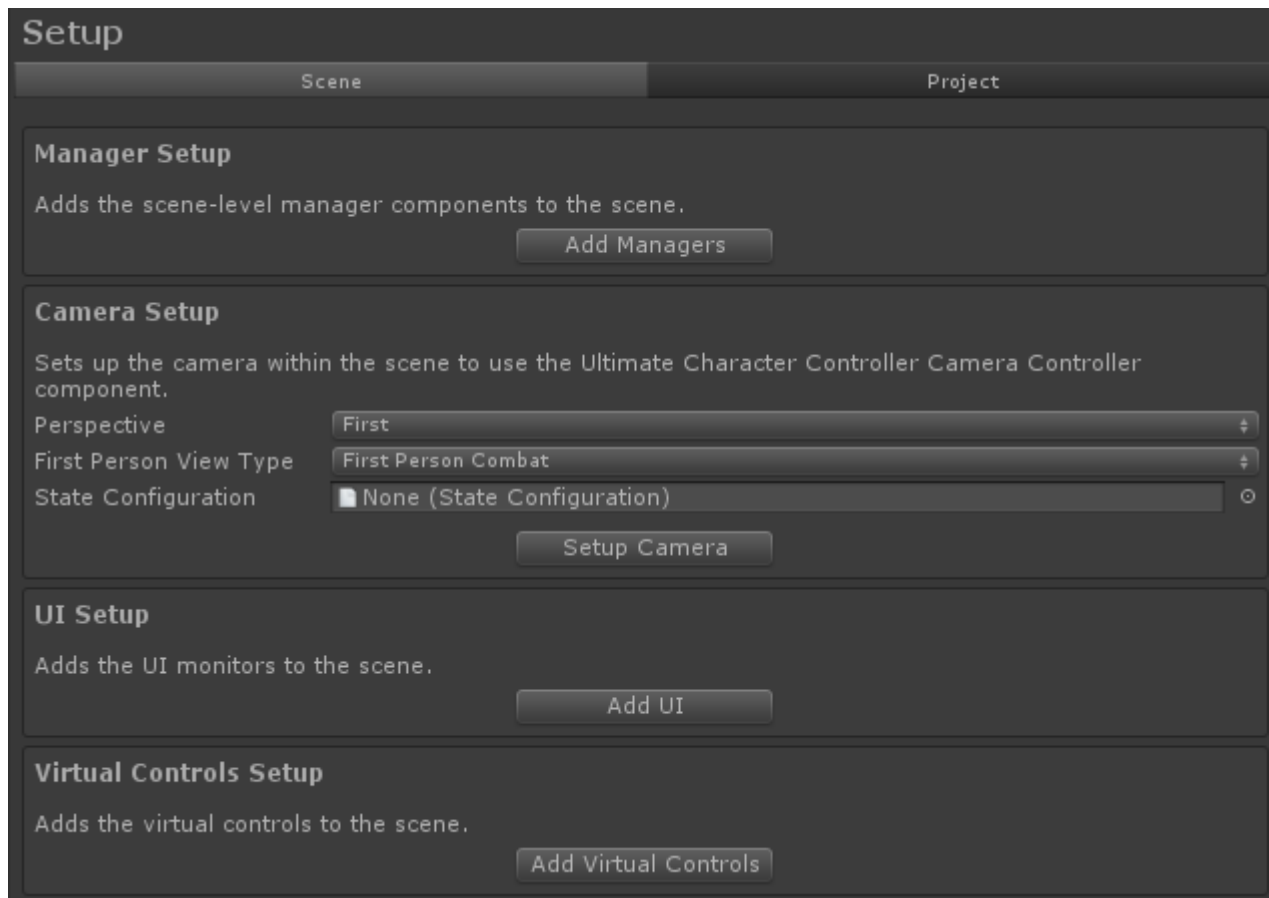 Setup
Scene Project
Manager Setup
Adds the scene-level manager components to the scene.
Add Managers
Camera Setup
Sets up the camera within the scene to use the Ultimate Character Controller Camera Controller
component.
Perspective First
First Person View Type First Person Combat
State Configuration None (State Configuration)
Setup Camera
UI Setup
Adds the UI monitors to the scene.
Add UI
Virtual Controls Setup
Adds the virtual controls to the scene.
Add Virtual Controls